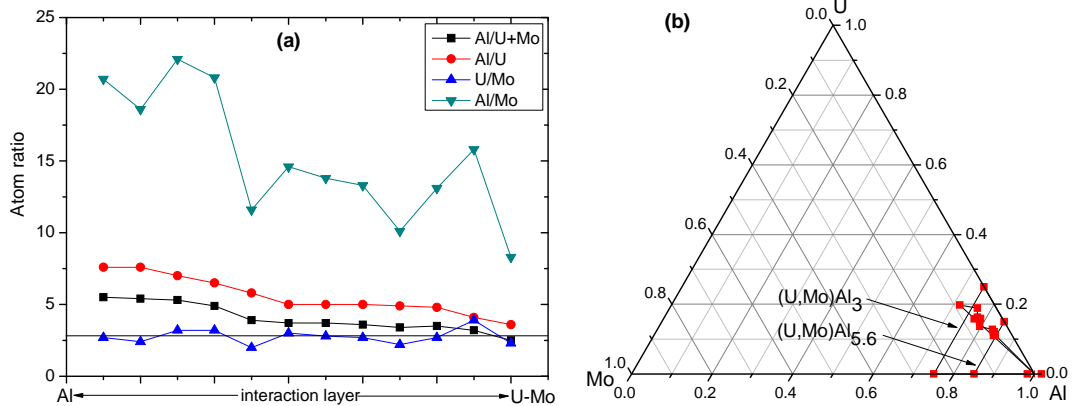 (a)
Al/U+Mo
Al/U
U/Mo
Al/Mo
25
20
15
10
5
0
Atom ratio
Al
interaction layer
U-Mo
(b)
U
0.0
1.0
0.2
0.8
0.4
0.6
0.6
0.4
0.8
0.2
1.0
0.0
(U,Mo)Al3
(U,Mo)Al5.6
Mo
0.0
0.2
0.4
0.6
0.8
1.0
Al